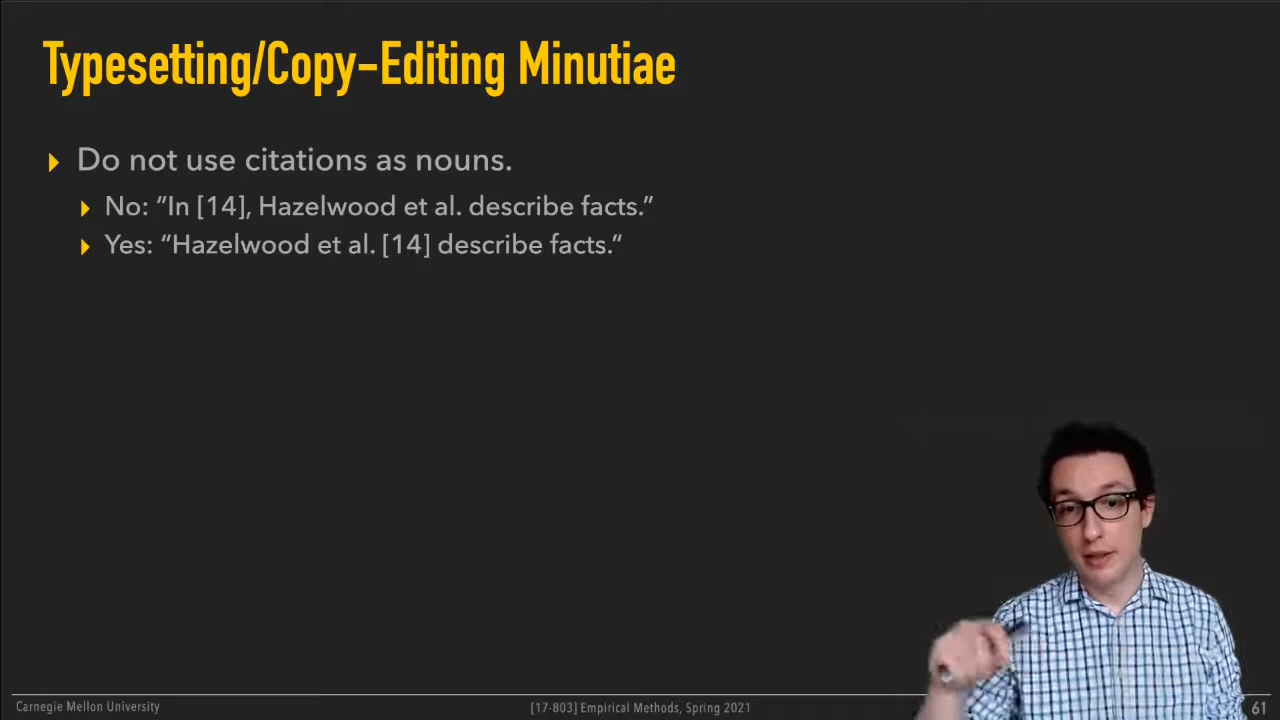 Typesetting/Copy-Editing Minutiae
Do not use citations as nouns.
No: “In [14], Hazelwood et al. describe facts.”
Yes: “Hazelwood et al. [14] describe facts.”
Carnegie Mellon University
[17-803] Empirical Methods, Spring 2021
61